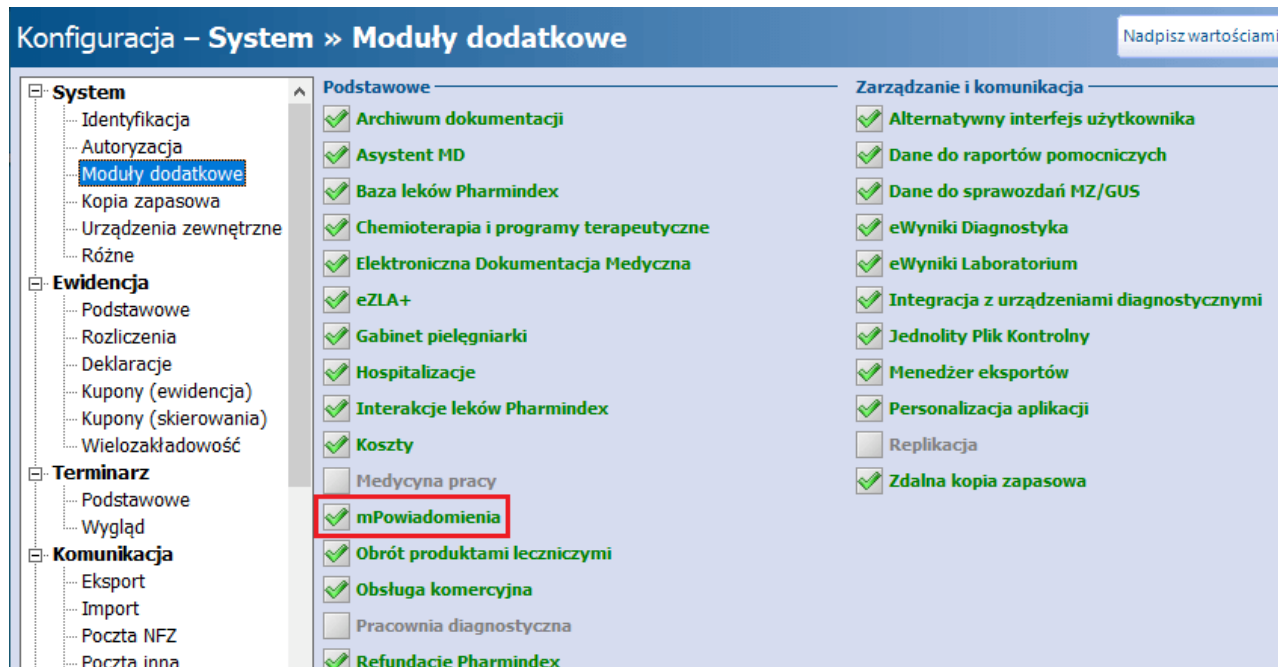 Konfiguracja – System » Moduły dodatkowe
Nadpisz wartościami
System
Identyfikacja
Autoryzacja
Moduły dodatkowe
Kopia zapasowa
Urządzenia zewnętrzne
Różne
Ewidencja
Podstawowe
Rozliczenia
Deklaracje
Kupony (ewidencja)
Kupony (skierowania)
Wielozakładowość
Terminarz
Podstawowe
Wygląd
Komunikacja
Eksport
Import
Poczta NFZ
Poczta inna
Podstawowe
Archiwum dokumentacji
Asystent MD
Baza leków Pharmindex
Chemioterapia i programy terapeutyczne
Elektroniczna Dokumentacja Medyczna
eZLA+
Gabinet pielęgniarki
Hospitalizacje
Interakcje leków Pharmindex
Koszty
Medycyna pracy
mPowiadomienia
Obrót produktami leczniczymi
Obsługa komercyjna
Pracownia diagnostyczna
Refundacje Pharmindex
Zarządzanie i komunikacja
Alternatywny interfejs użytkownika
Dane do raportów pomocniczych
Dane do sprawozdań MZ/GUS
eWyniki Diagnostyka
eWyniki Laboratorium
Integracja z urządzeniami diagnostycznymi
Jednolity Plik Kontrolny
Menedżer eksportów
Personalizacja aplikacji
Replikacja
Zdalna kopia zapasowa